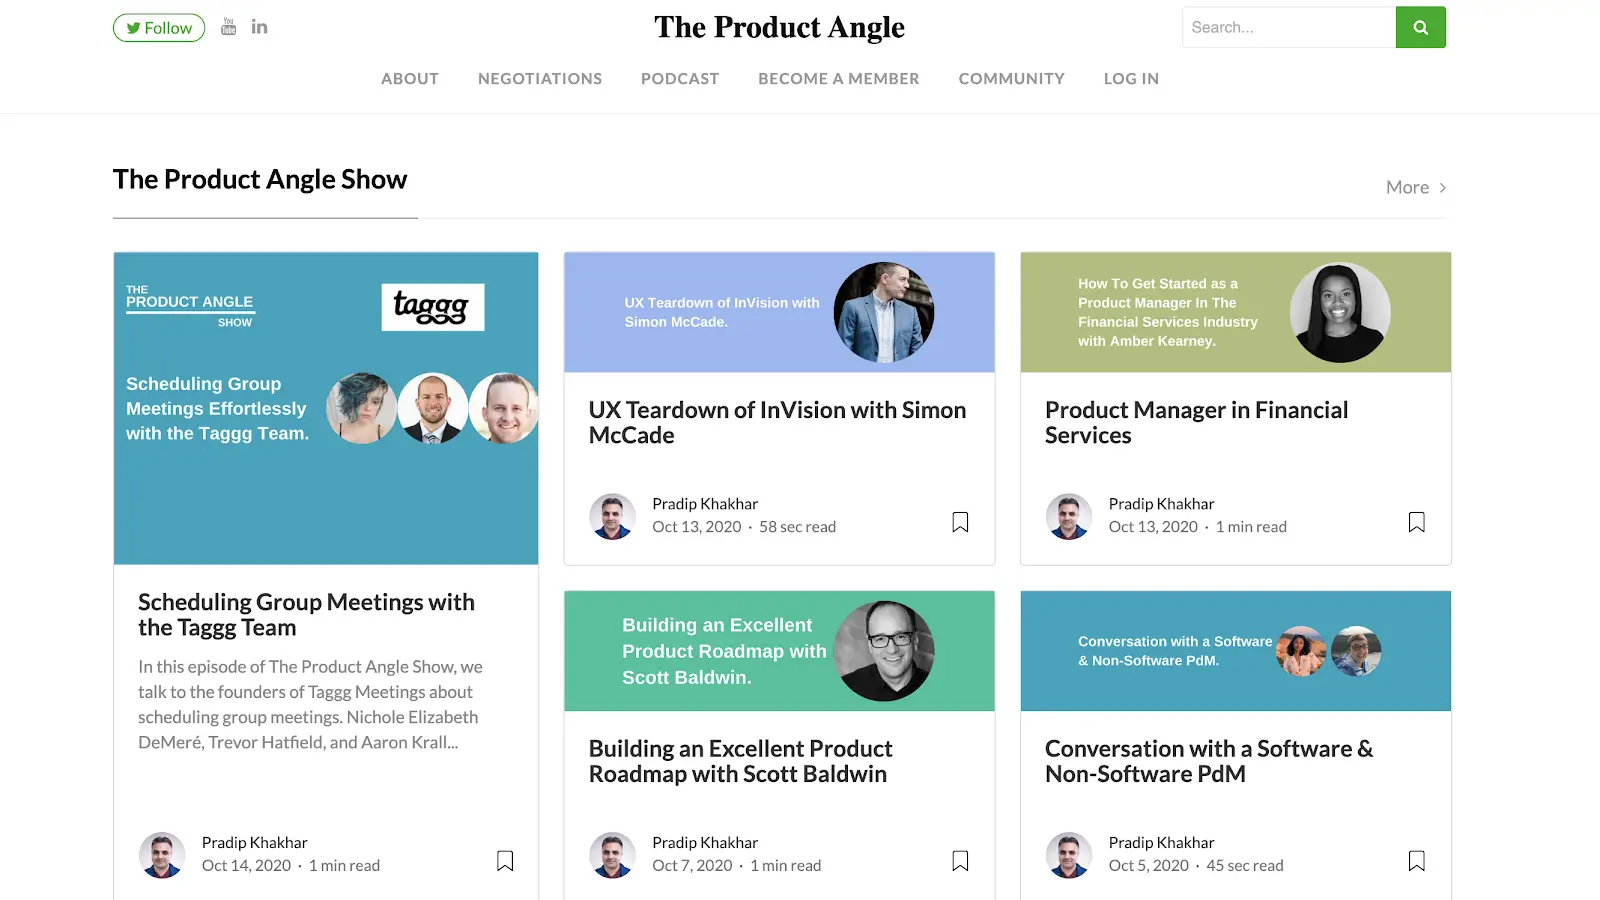 Follow
You
Tube
in
The Product Angle
Search...
ABOUT
NEGOTIATIONS
PODCAST
BECOME A MEMBER
COMMUNITY
LOG IN
The Product Angle Show
More
THE
PRODUCT ANGLE
SHOW
taggg
Scheduling Group
Meetings Effortlessly
with the Taggg Team.
Scheduling Group Meetings with
the Taggg Team
In this episode of The Product Angle Show, we
talk to the founders of Taggg Meetings about
scheduling group meetings. Nichole Elizabeth
DeMeré, Trevor Hatfield, and Aaron Krall...
Pradip Khakhar
Oct 14, 2020 · 1 min read
UX Teardown of InVision with
Simon McCade.
UX Teardown of InVision with Simon
McCade
Pradip Khakhar
Oct 13, 2020 · 58 sec read
How To Get Started as a
Product Manager In The
Financial Services Industry
with Amber Kearney.
Product Manager in Financial
Services
Pradip Khakhar
Oct 13, 2020 · 1 min read
Building an Excellent
Product Roadmap with
Scott Baldwin.
Building an Excellent Product
Roadmap with Scott Baldwin
Pradip Khakhar
Oct 7, 2020 · 1 min read
Conversation with a Software
& Non-Software PdM.
Conversation with a Software &
Non-Software PdM
Pradip Khakhar
Oct 5, 2020 · 45 sec read